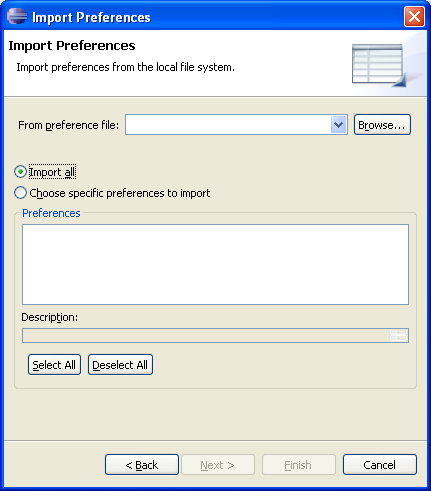 Import Preferences
Import Preferences
Import preferences from the local file system.
From preference file: Browse...
Import all
Choose specific preferences to import
Preferences
Description:
Select All Deselect All
< Back Next > Finish Cancel